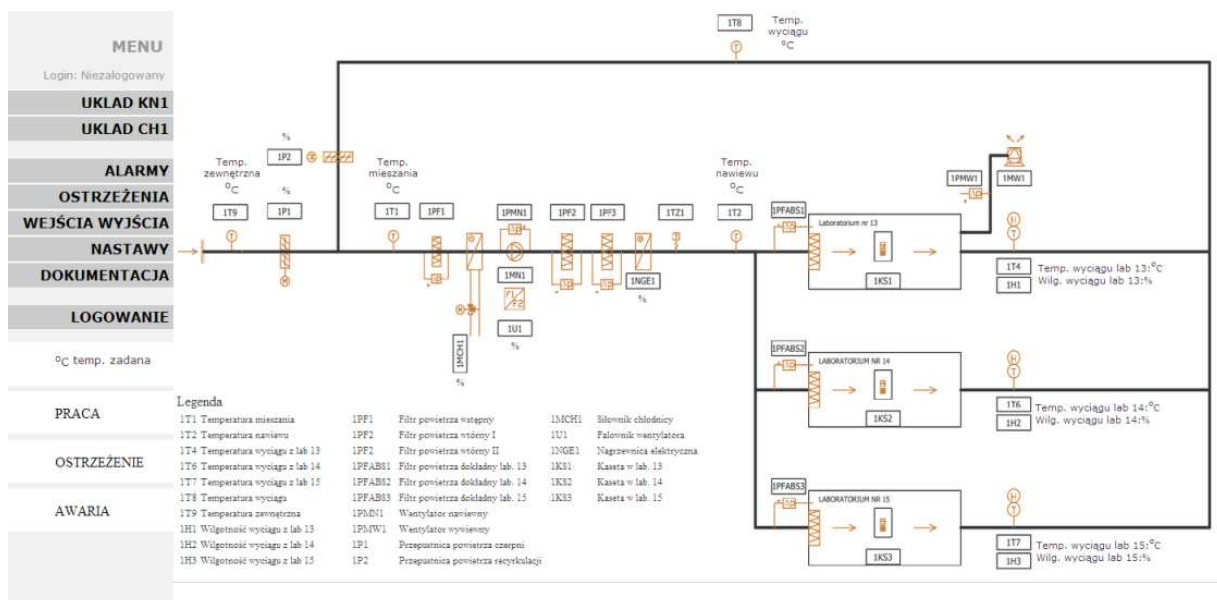 MENU
Login: Niezalogowany
UKLAD KN1
UKLAD CH1
ALARMY
OSTRZEŻENIA
WEJŚCIA WYJŚCIA
NASTAWY
DOKUMENTACJA
LOGOWANIE
°C temp. zadana
PRACA
OSTRZEŻENIE
AWARIA
1T8
Temp.
wyciągu
°C
T
%
1P2
M
Temp.
zewnętrzna
°C
%
1T9
1P1
T
M
Temp.
mieszania
°C
1T1
1PF1
T
1PMN1
1MN1
F1
F2
1U1
%
M
1MCH1
%
1PF2
1PF3
1NGE1
%
1TZ1
Temp.
nawiewu
°C
1T2
T
1PMW1
1MW1
1PFABS1
Laboratorium nr 13
1KS1
H
T
1T4
Temp. wyciągu lab 13:°C
1H1
Wilg. wyciągu lab 13:%
1PFABS2
LABORATORIUM NR 14
1KS2
H
T
1T6
Temp. wyciągu lab 14:°C
1H2
Wilg. wyciągu lab 14:%
1PFABS3
LABORATORIUM NR 15
1KS3
H
T
1T7
Temp. wyciągu lab 15:°C
1H3
Wilg. wyciągu lab 15:%
Legenda
1T1 Temperatura mieszania 1PF1 Filtr powietrza wstępny 1MCH1 Siłownik chłodnicy
1T2 Temperatura nawiewu 1PF2 Filtr powietrza wtórny I 1U1 Falownik wentylatora
1T4 Temperatura wyciągu z lab 13 1PF2 Filtr powietrza wtórny II 1NGE1 Nagrzewnica elektryczna
1T6 Temperatura wyciągu z lab 14 1PFABS1 Filtr powietrza dokładny lab. 13 1KS1 Kaseta w lab. 13
1T7 Temperatura wyciągu z lab 15 1PFABS2 Filtr powietrza dokładny lab. 14 1KS2 Kaseta w lab. 14
1T8 Temperatura wyciągu 1PFABS3 Filtr powietrza dokładny lab. 15 1KS3 Kaseta w lab. 15
1T9 Temperatura zewnętrzna 1PMN1 Wentylator nawiewny
1H1 Wilgotność wyciągu z lab 13 1PMW1 Wentylator wywiewny
1H2 Wilgotność wyciągu z lab 14 1P1 Przepustnica powietrza czerpni
1H3 Wilgotność wyciągu z lab 15 1P2 Przepustnica powietrza recyrkulacji